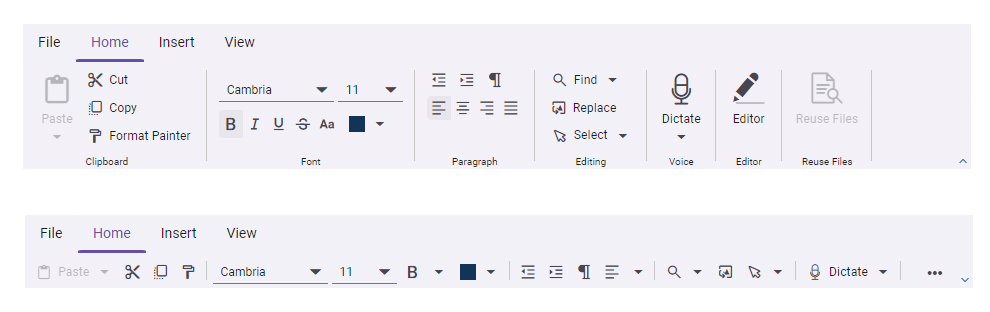 File Home Insert View
Cut
Cambria 11
Find
Paste
Copy
Replace
Dictate Editor Reuse Files
B I U S Aa
Format Painter
Select
Clipboard Font Paragraph Editing Voice Editor Reuse Files
File Home Insert View
Paste Cambria 11 B Dictate